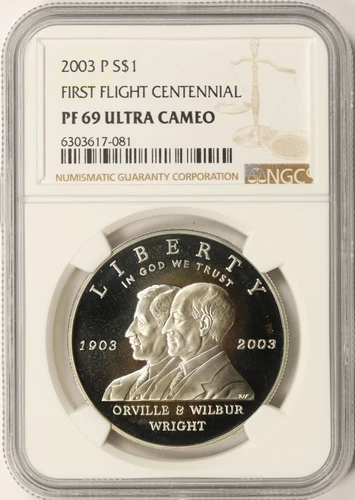 2003 P S$1
FIRST FLIGHT CENTENNIAL
PF 69 ULTRA CAMEO
6303617-081
NUMISMATIC GUARANTY CORPORATION
NGC
LIBERTY
IN GOD WE TRUST
1903 2003
ORVILLE & WILBUR
WRIGHT